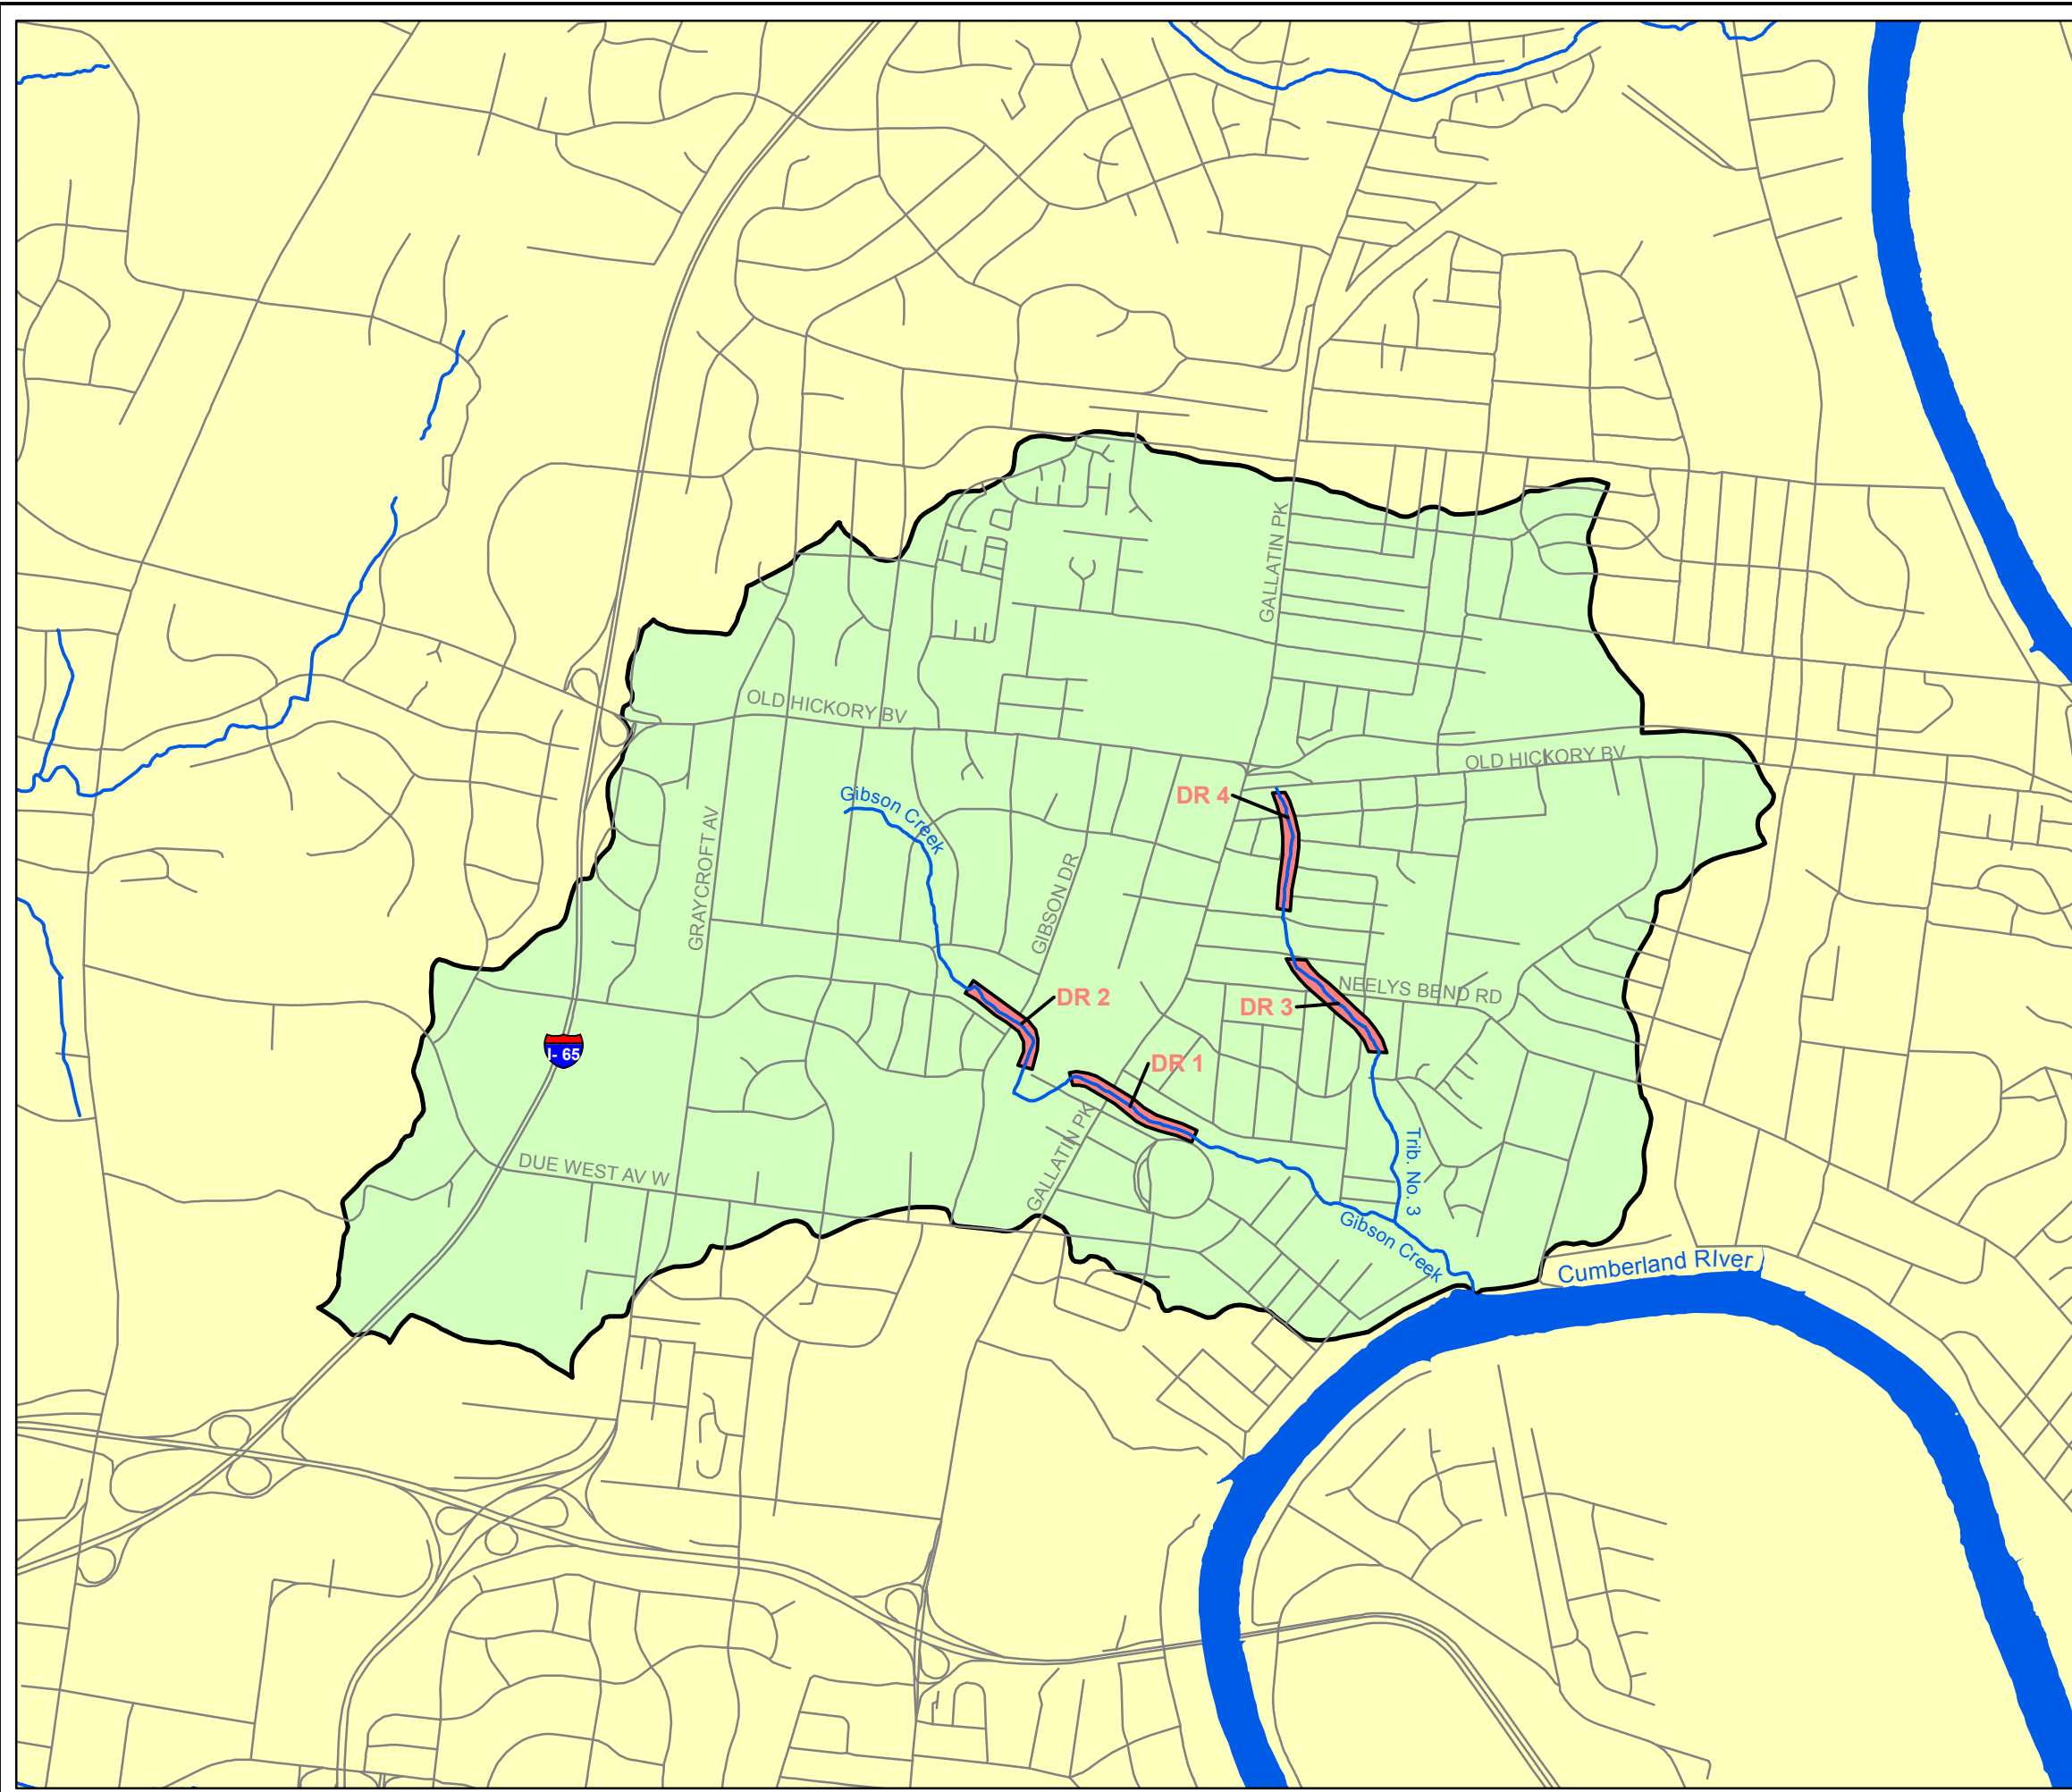 GALLATIN PK
OLD HICKORY BV
OLD HICKORY BV
Gibson Creek
DR 4
GRAYCROFT AV
GIBSON DR
NEELYS BEND RD
DR 2
DR 3
I- 65
DR 1
GALLATIN PK
DUE WEST AV W
Trib. No. 3
Gibson Creek
Cumberland RIver